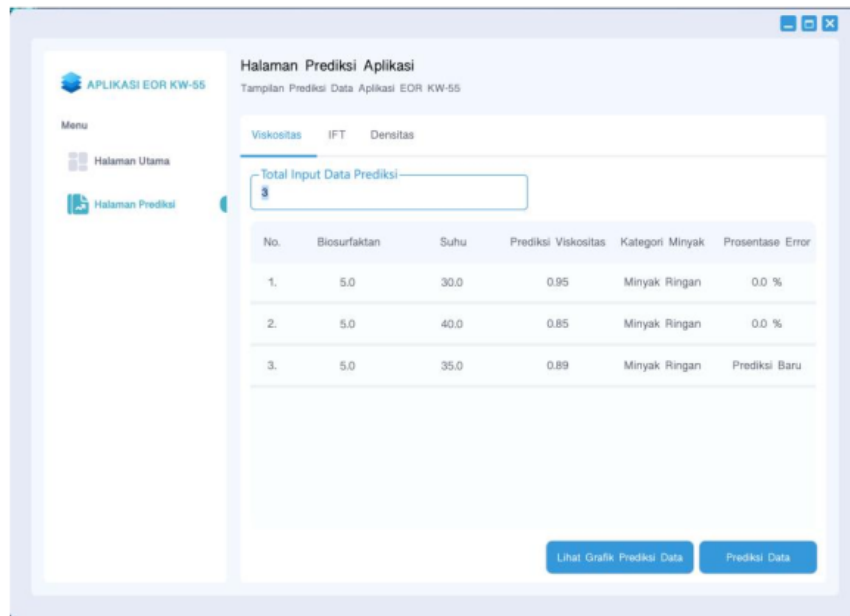 APLIKASI EOR KW-55
Menu
Halaman Utama
Halaman Prediksi
Halaman Prediksi Aplikasi
Tampilan Prediksi Data Aplikasi EOR KW-55
Viskositas IFT Densitas
Total Input Data Prediksi
3
No. Biosurfaktan Suhu Prediksi Viskositas Kategori Minyak Prosentase Error
1. 5.0 30.0 0.95 Minyak Ringan 0.0 %
2. 5.0 40.0 0.85 Minyak Ringan 0.0 %
3. 5.0 35.0 0.89 Minyak Ringan Prediksi Baru
Lihat Grafik Prediksi Data Prediksi Data